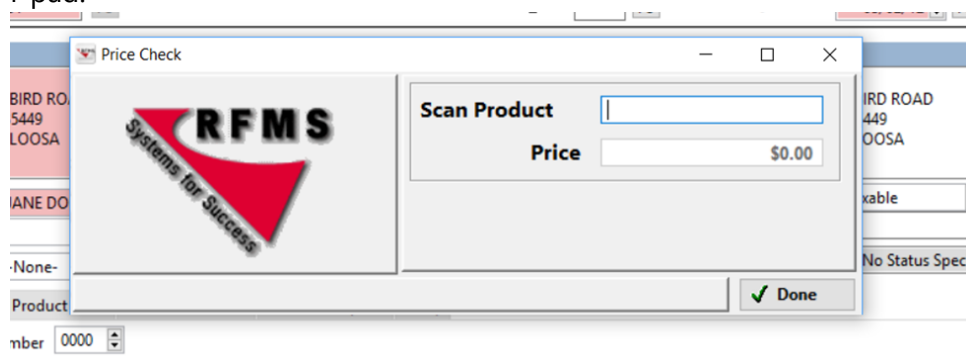 Price Check
BIRD RO
5449
LOOSA
RFMS
Systems for Success
Scan Product
Price
$0.00
IRD ROAD
449
OOSA
JANE DO
xable
-None-
No Status Spec
Product
Done
mber 0000